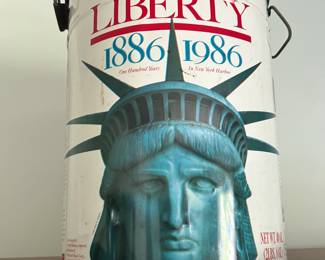 LIBERTY
1886 1986
One Hundred Years In New York Harbor
NET WT.